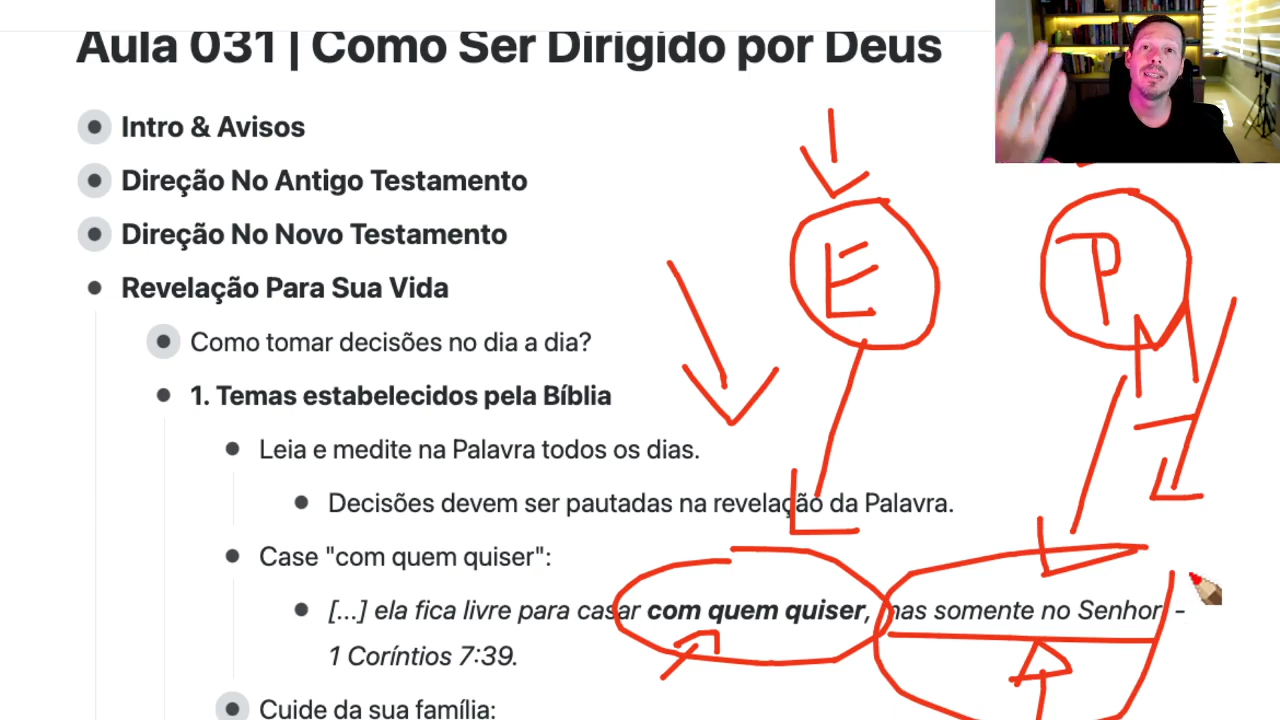 Aula 031 | Como Ser Dirigido por Deus
Intro & Avisos
Direção No Antigo Testamento
Direção No Novo Testamento
Revelação Para Sua Vida
Como tomar decisões no dia a dia?
1. Temas estabelecidos pela Bíblia
Leia e medite na Palavra todos os dias.
Decisões devem ser pautadas na revelação da Palavra.
Case "com quem quiser":
[...] ela fica livre para casar com quem quiser, mas somente no Senhor -
1 Coríntios 7:39.
Cuide da sua família:
E
P
M